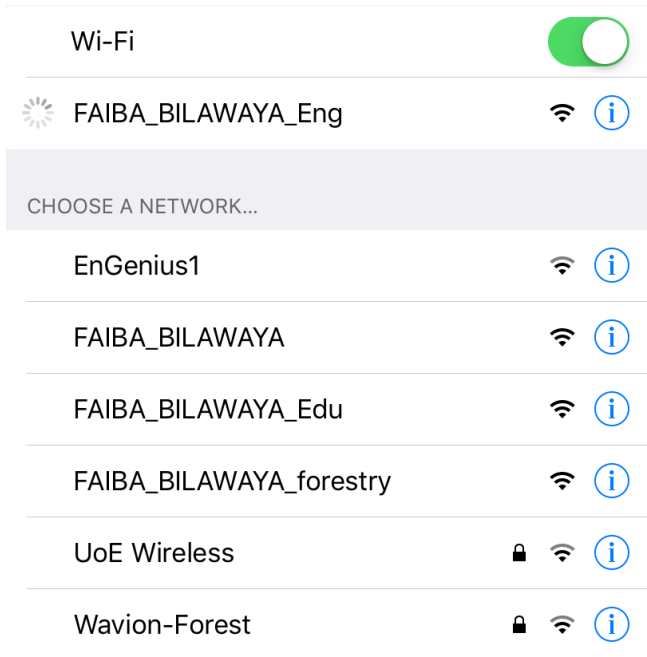 Wi-Fi
FAIBA_BILAWAYA_Eng
CHOOSE A NETWORK...
EnGenius1
FAIBA_BILAWAYA
FAIBA_BILAWAYA_Edu
FAIBA_BILAWAYA_forestry
UoE Wireless
Wavion-Forest